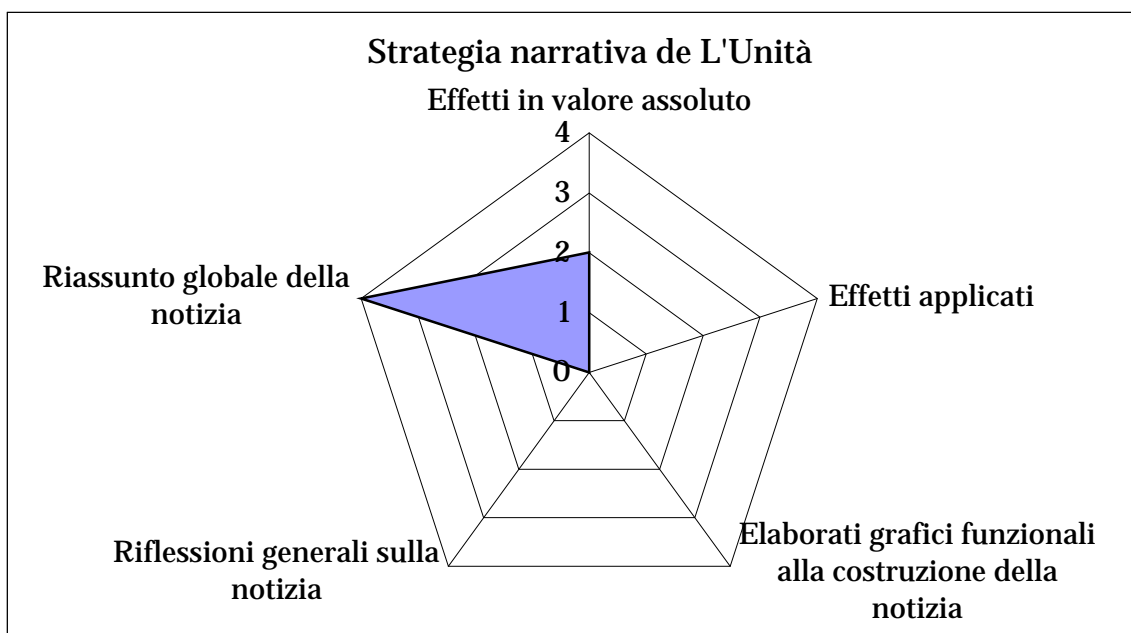 Strategia narrativa de L'Unità
Effetti in valore assoluto
4
3
2
1
0
Riassunto globale della
notizia
Effetti applicati
Riflessioni generali sulla
notizia
Elaborati grafici funzionali
alla costruzione della
notizia